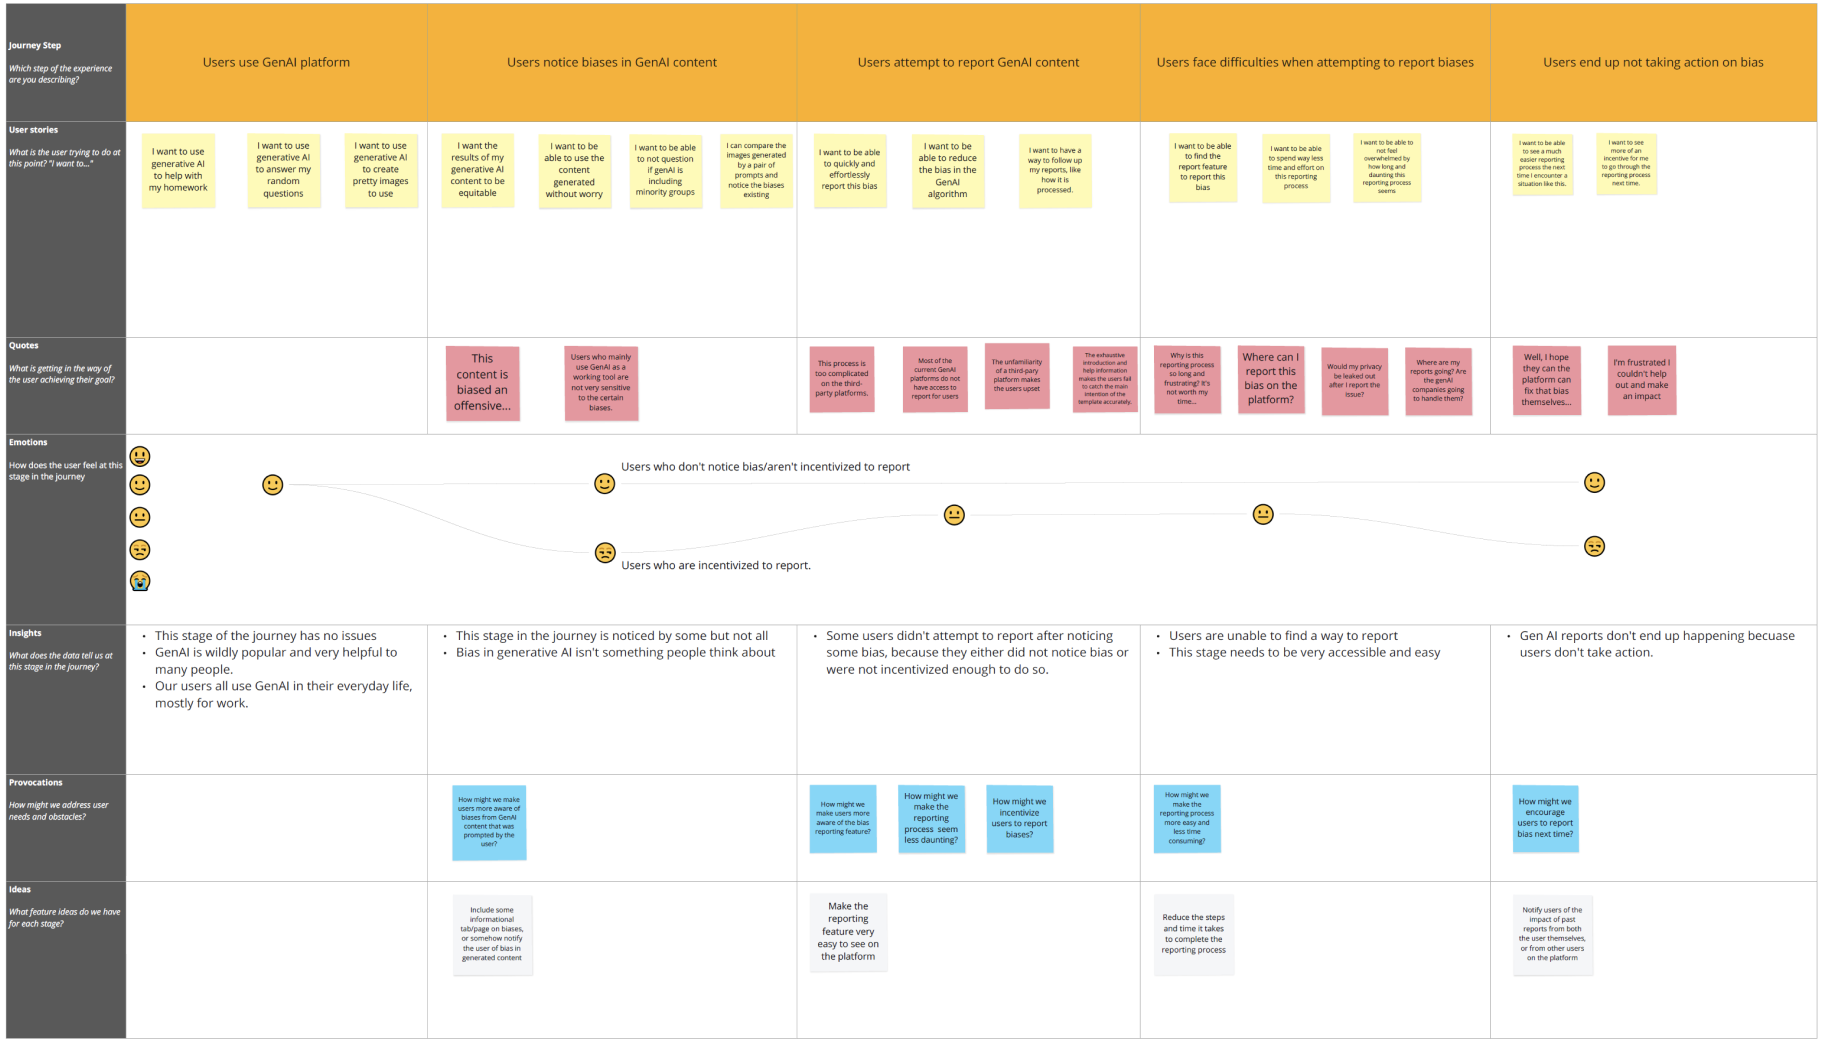 Journey Step
Which step of the experience
are you describing?
Users use GenAI platform
Users notice biases in GenAI content
Users attempt to report GenAI content
Users face difficulties when attempting to report biases
Users end up not taking action on bias
User stories
What is the user trying to do at
this point? "I want to..."
I want to use
generative AI
to help with
my homework
I want to use
generative AI
to answer my
random
questions
I want to use
generative AI
to create
pretty images
to use
I want the
results of my
generative AI
content to be
equitable
I want to be
able to use the
content
generated
without worry
I want to be able
to not question
if genAI is
including
minority groups
I can compare the
images generated
by a pair of
prompts and
notice the biases
existing
I want to be able
to quickly and
effortlessly
report this bias
I want to be
able to reduce
the bias in the
GenAI
algorithm
I want to have a
way to follow up
my reports, like
how it is
processed.
I want to be able
to find the
report feature
to report this
bias
I want to be able
to spend way less
time and effort on
this reporting
process
I want to be able to
not feel
overwhelmed by
how long and
daunting this
reporting process
seems
I want to be able
to see a much
easier reporting
process the next
time I encounter a
situation like this.
I want to see
more of an
incentive for me
to go through the
reporting process
next time.
Quotes
What is getting in the way of
the user achieving their goal?
This
content is
biased an
offensive...
Users who mainly
use GenAI as a
working tool are
not very sensitive
to the certain
biases.
This process is
too complicated
on the third-
party platforms.
Most of the
current GenAI
platforms do not
have access to
report for users
The unfamiliarity
of a third-pary
platform makes
the users upset
The exhaustive
introduction and
help information
makes the users fail
to catch the main
intention of the
template accurately.
Why is this
reporting process
so long and
frustrating? It's
not worth my
time...
Where can I
report this
bias on the
platform?
Would my privacy
be leaked out
after I report the
issue?
Where are my
reports going? Are
the genAI
companies going
to handle them?
Well, I hope
they can the
platform can
fix that bias
themselves...
I'm frustrated I
couldn't help
out and make
an impact
Emotions
How does the user feel at this
stage in the journey
Users who don't notice bias/aren't incentivized to report
Users who are incentivized to report.
Insights
What does the data tell us at
this stage in the journey?
• This stage of the journey has no issues
• GenAI is wildly popular and very helpful to
many people.
• Our users all use GenAI in their everyday life,
mostly for work.
• This stage in the journey is noticed by some but not all
• Bias in generative AI isn't something people think about
• Some users didn't attempt to report after noticing
some bias, because they either did not notice bias or
were not incentivized enough to do so.
• Users are unable to find a way to report
• This stage needs to be very accessible and easy
• Gen AI reports don't end up happening becuase
users don't take action.
Provocations
How might we address user
needs and obstacles?
How might we make
users more aware of
biases from GenAI
content that was
prompted by the
user?
How might we
make users more
aware of the bias
reporting feature?
How might we
make the
reporting
process seem
less daunting?
How might we
incentivize
users to report
biases?
How might we
make the
reporting process
more easy and
less time
consuming?
How might we
encourage
users to report
bias next time?
Ideas
What feature ideas do we have
for each stage?
Include some
informational
tab/page on biases,
or somehow notify
the user of bias in
generated content
Make the
reporting
feature very
easy to see on
the platform
Reduce the steps
and time it takes
to complete the
reporting process
Notify users of the
impact of past
reports from both
the user themselves,
or from other users
on the platform